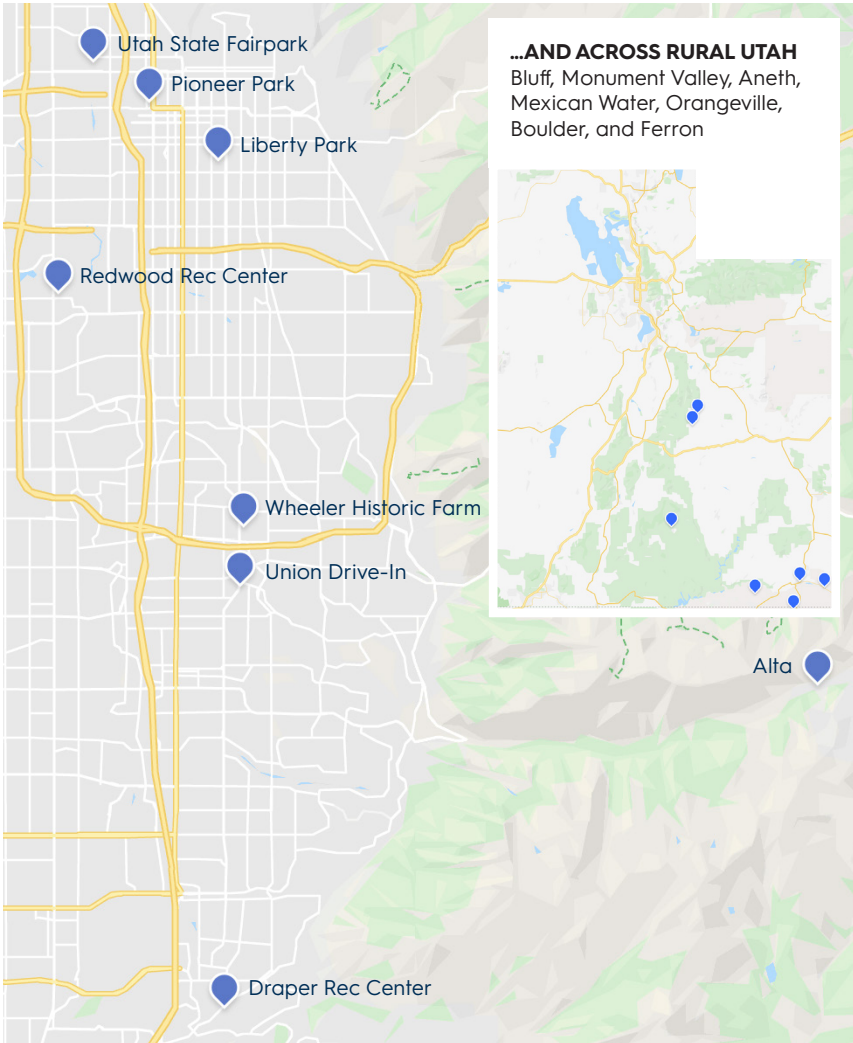 Utah State Fairpark
Pioneer Park
Liberty Park
Redwood Rec Center
Wheeler Historic Farm
Union Drive-In
Alta
Draper Rec Center
...AND ACROSS RURAL UTAH
Bluff, Monument Valley, Aneth,
Mexican Water, Orangeville,
Boulder, and Ferron